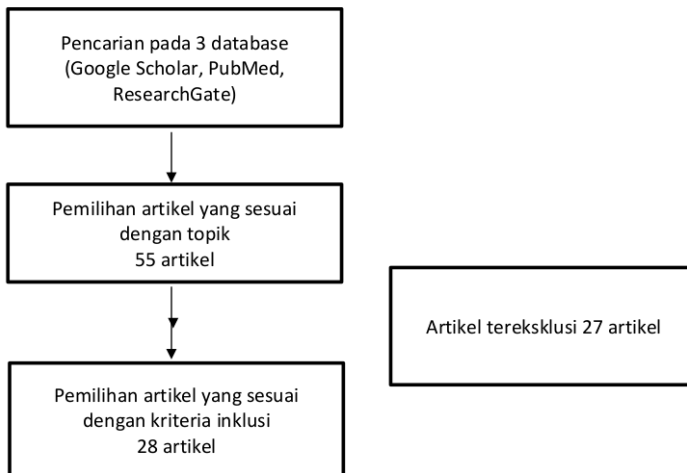 Pencarian pada 3 database
(Google Scholar, PubMed,
ResearchGate)
Pemilihan artikel yang sesuai
dengan topik
55 artikel
Artikel tereksklusi 27 artikel
Pemilihan artikel yang sesuai
dengan kriteria inklusi
28 artikel